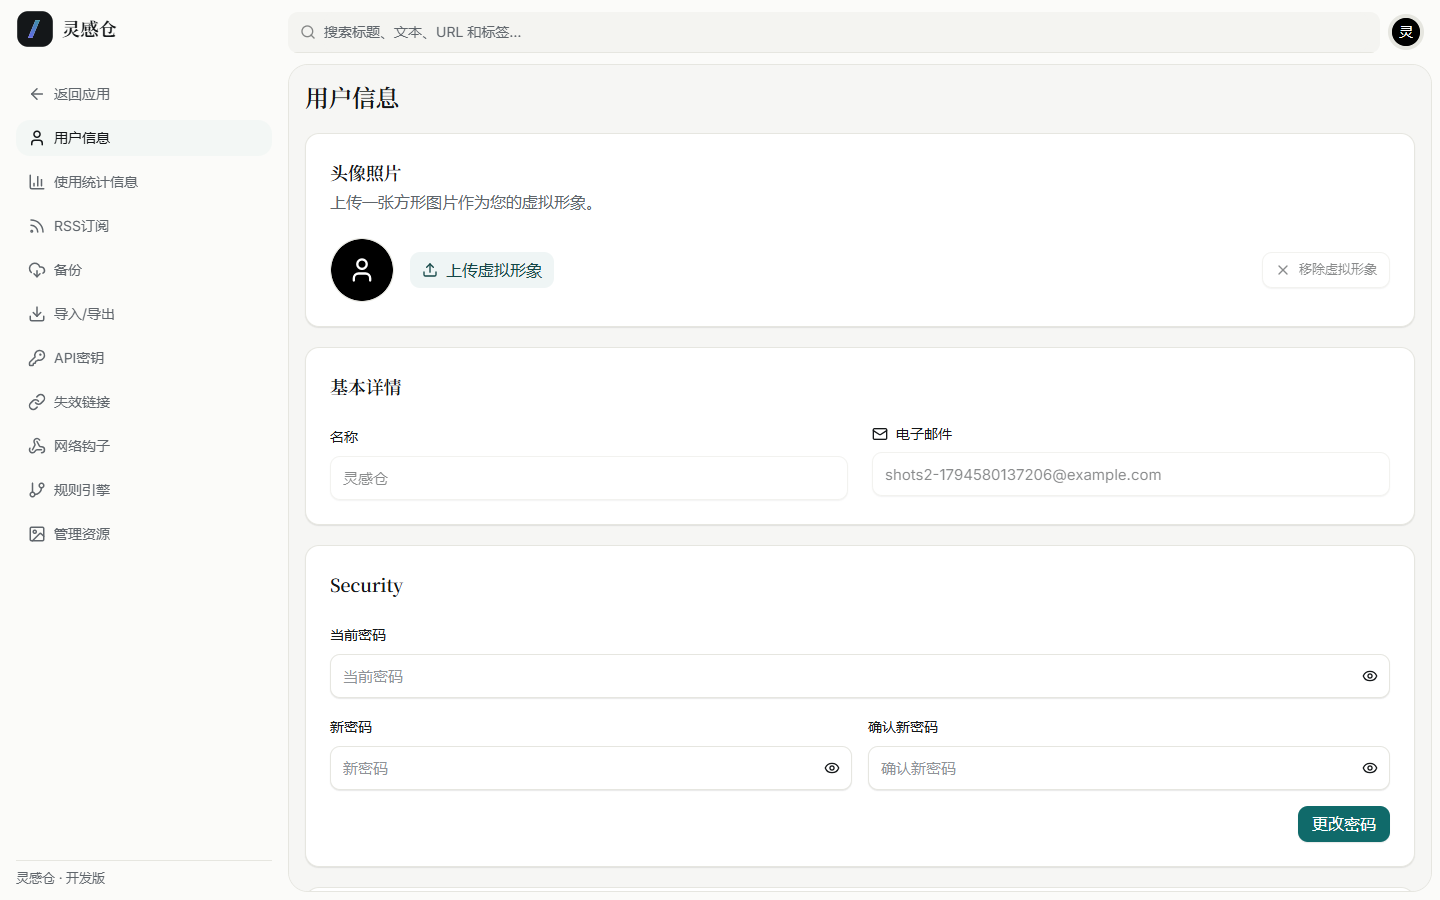 灵感仓
搜索标题、文本、URL 和标签...
灵
返回应用
用户信息
使用统计信息
RSS订阅
备份
导入/导出
API密钥
失效链接
网络钩子
规则引擎
管理资源
灵感仓 · 开发版
用户信息
头像照片
上传一张方形图片作为您的虚拟形象。
上传虚拟形象
移除虚拟形象
基本详情
名称
灵感仓
电子邮件
shots2-1794580137206@example.com
Security
当前密码
当前密码
新密码
新密码
确认新密码
确认新密码
更改密码